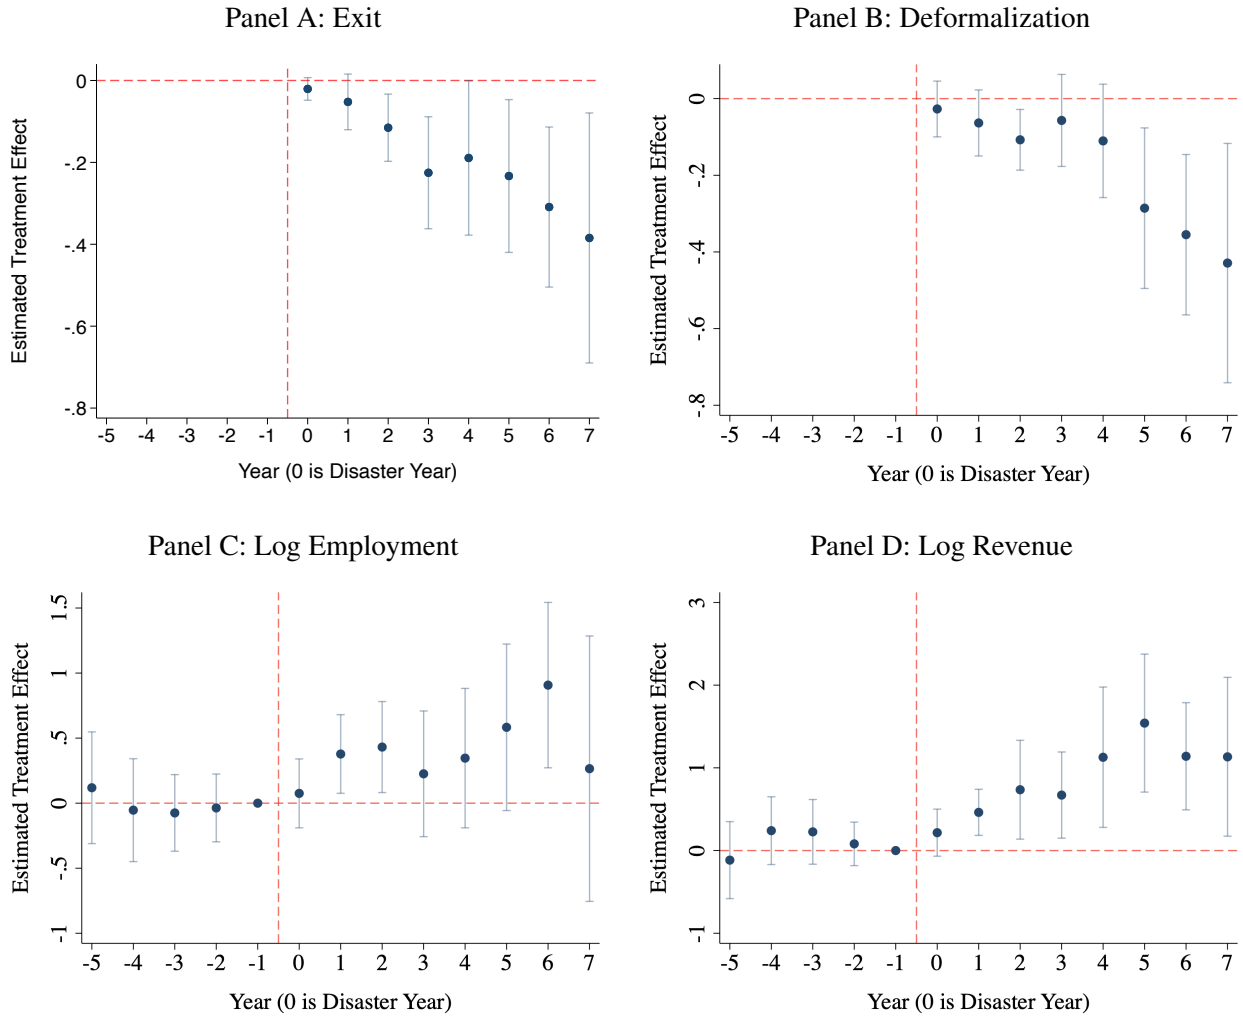 Panel A: Exit
Estimated Treatment Effect
0
-.2
-.4
-.6
-.8
-5 -4 -3 -2 -1 0 1 2 3 4 5 6 7
Year (0 is Disaster Year)
Panel B: Deformalization
Estimated Treatment Effect
0
-.2
-.4
-.6
-.8
-5 -4 -3 -2 -1 0 1 2 3 4 5 6 7
Year (0 is Disaster Year)
Panel C: Log Employment
Estimated Treatment Effect
1.5
1
.5
0
-.5
-1
-5 -4 -3 -2 -1 0 1 2 3 4 5 6 7
Year (0 is Disaster Year)
Panel D: Log Revenue
Estimated Treatment Effect
3
2
1
0
-1
-5 -4 -3 -2 -1 0 1 2 3 4 5 6 7
Year (0 is Disaster Year)